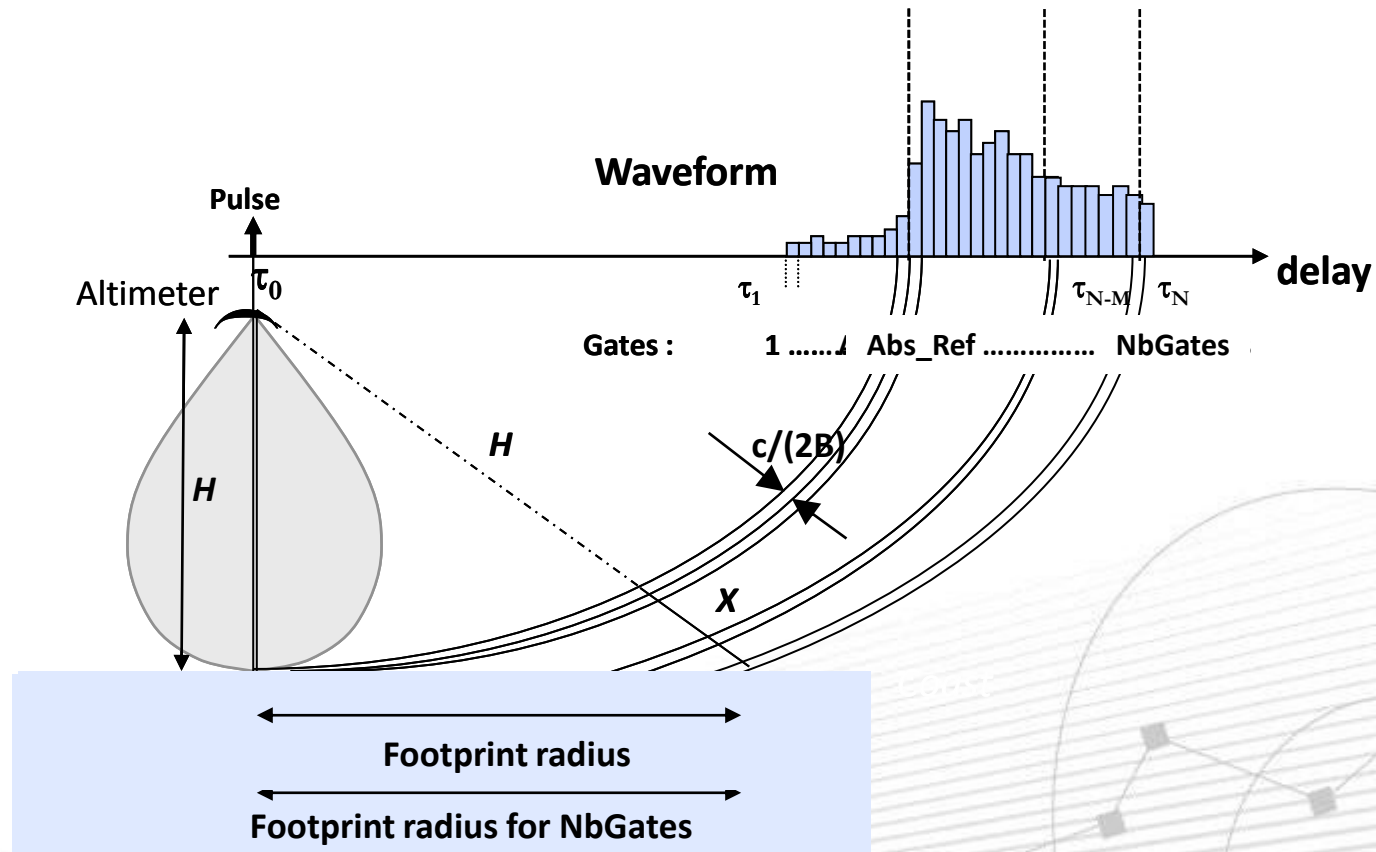 Waveform
Pulse
τ0
Altimeter
delay
τ1
τN-M
τN
Gates : 1 ....... Abs_Ref ............... NbGates
H
c/(2B)
H
X
Footprint radius
Footprint radius for NbGates